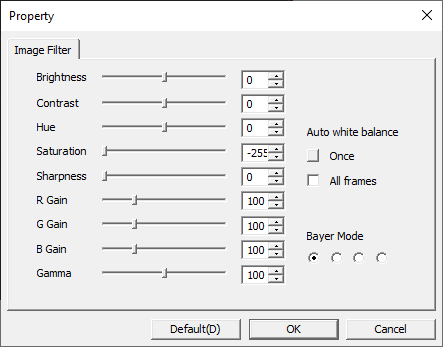 Property
Image Filter
Brightness 0
Contrast 0
Hue 0
Saturation -255
Sharpness 0
R Gain 100
G Gain 100
B Gain 100
Gamma 100
Auto white balance
Once
All frames
Bayer Mode
Default(D) OK Cancel